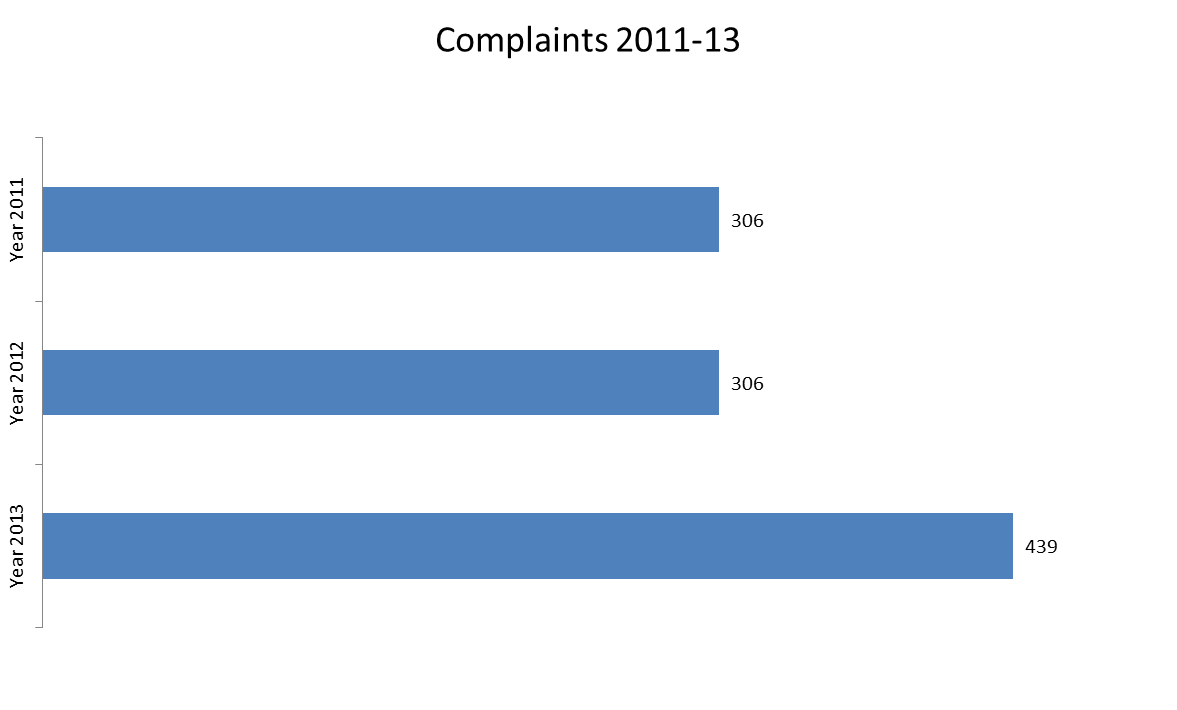 Complaints 2011-13
Year 2011
306
Year 2012
306
Year 2013
439